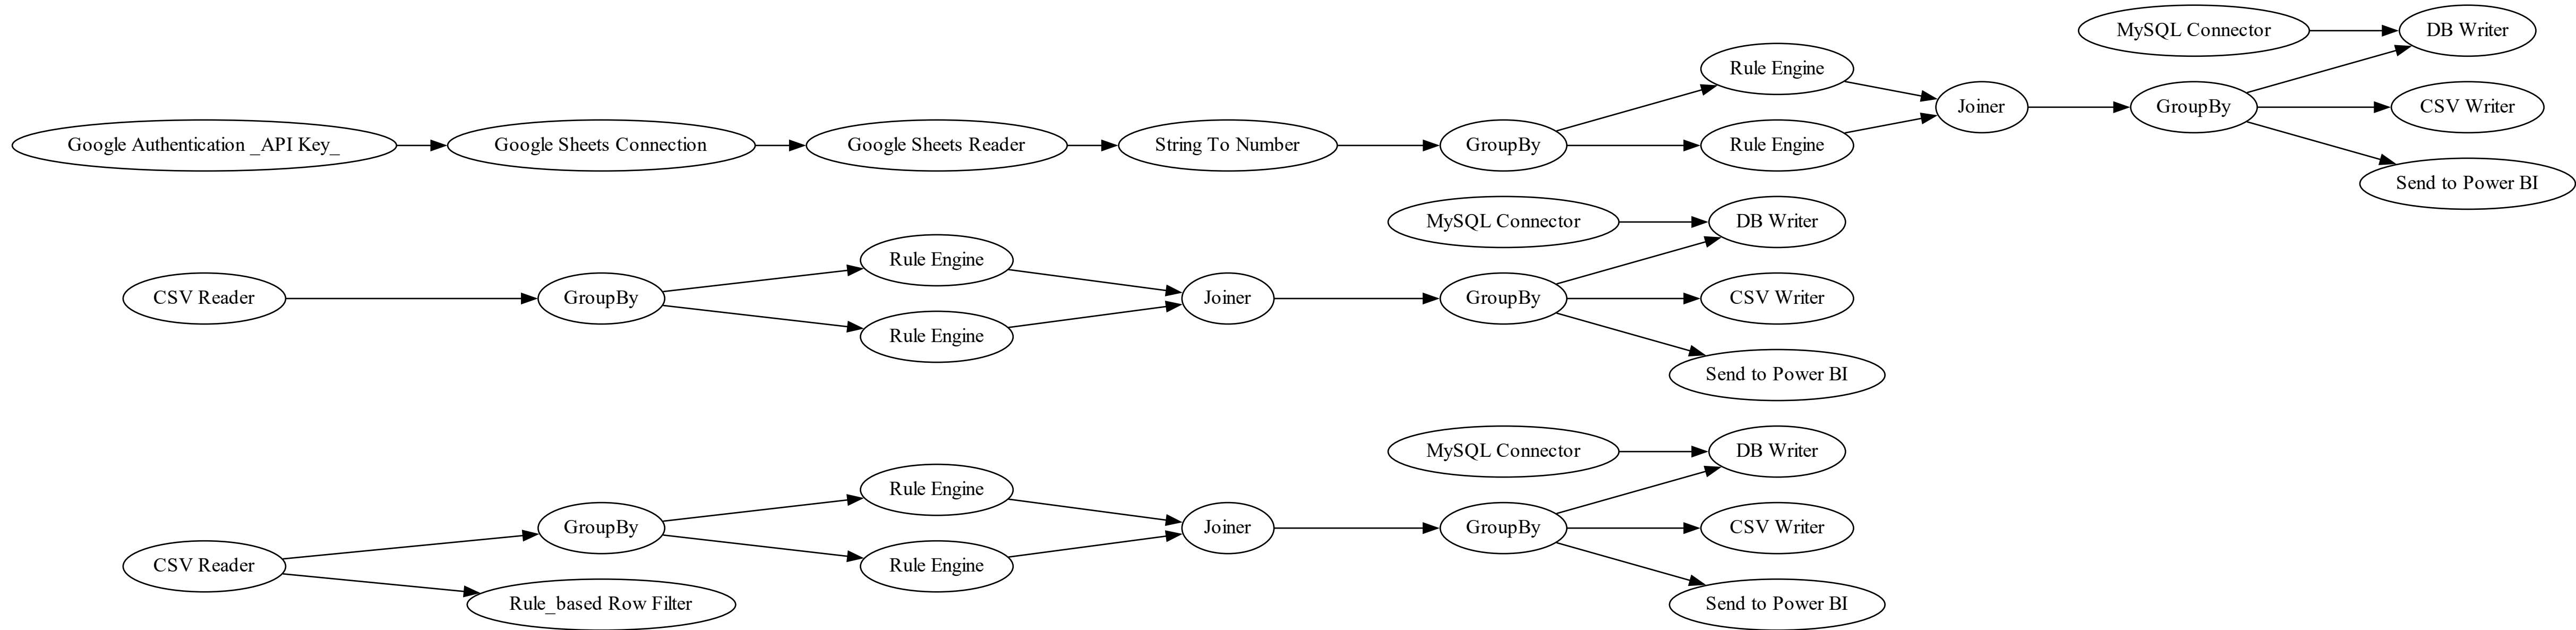 MySQL Connector
DB Writer
Rule Engine
Joiner
GroupBy
CSV Writer
Google Authentication _API Key_
Google Sheets Connection
Google Sheets Reader
String To Number
GroupBy
Rule Engine
Send to Power BI
MySQL Connector
DB Writer
Rule Engine
CSV Reader
GroupBy
Joiner
GroupBy
CSV Writer
Rule Engine
Send to Power BI
MySQL Connector
DB Writer
Rule Engine
GroupBy
Joiner
GroupBy
CSV Writer
CSV Reader
Rule Engine
Rule_based Row Filter
Send to Power BI